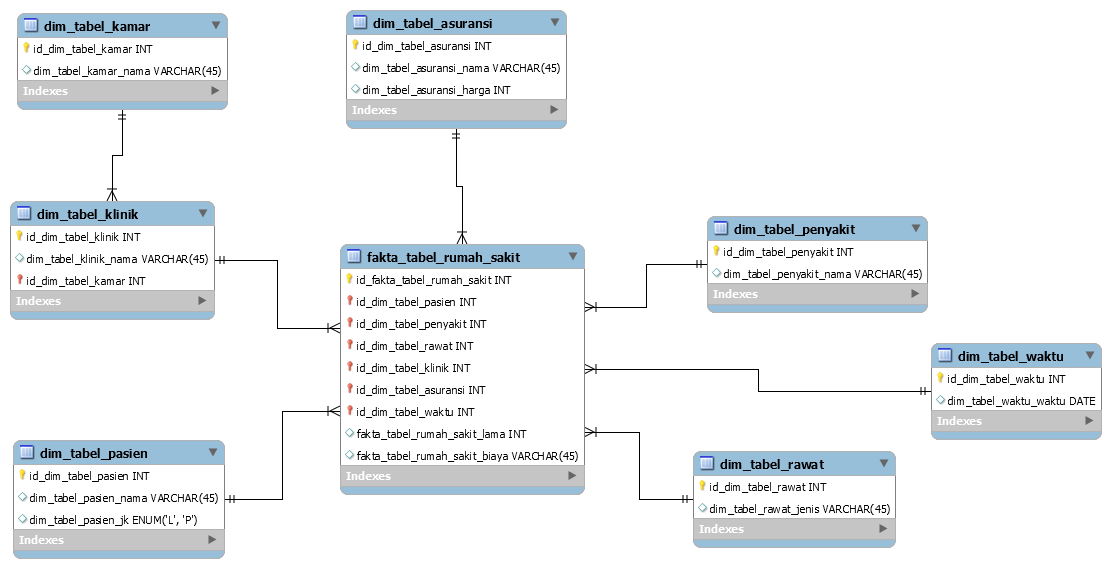 dim_tabel_kamar
id_dim_tabel_kamar INT
dim_tabel_kamar_nama VARCHAR(45)
Indexes
dim_tabel_asuransi
id_dim_tabel_asuransi INT
dim_tabel_asuransi_nama VARCHAR(45)
dim_tabel_asuransi_harga INT
Indexes
dim_tabel_klinik
id_dim_tabel_klinik INT
dim_tabel_klinik_nama VARCHAR(45)
id_dim_tabel_kamar INT
Indexes
fakta_tabel_rumah_sakit
id_fakta_tabel_rumah_sakit INT
id_dim_tabel_pasien INT
id_dim_tabel_penyakit INT
id_dim_tabel_rawat INT
id_dim_tabel_klinik INT
id_dim_tabel_asuransi INT
id_dim_tabel_waktu INT
fakta_tabel_rumah_sakit_lama INT
fakta_tabel_rumah_sakit_biaya VARCHAR(45)
Indexes
dim_tabel_penyakit
id_dim_tabel_penyakit INT
dim_tabel_penyakit_nama VARCHAR(45)
Indexes
dim_tabel_waktu
id_dim_tabel_waktu INT
dim_tabel_waktu_waktu DATE
Indexes
dim_tabel_pasien
id_dim_tabel_pasien INT
dim_tabel_pasien_nama VARCHAR(45)
dim_tabel_pasien_jk ENUM('L', 'P')
Indexes
dim_tabel_rawat
id_dim_tabel_rawat INT
dim_tabel_rawat_jenis VARCHAR(45)
Indexes